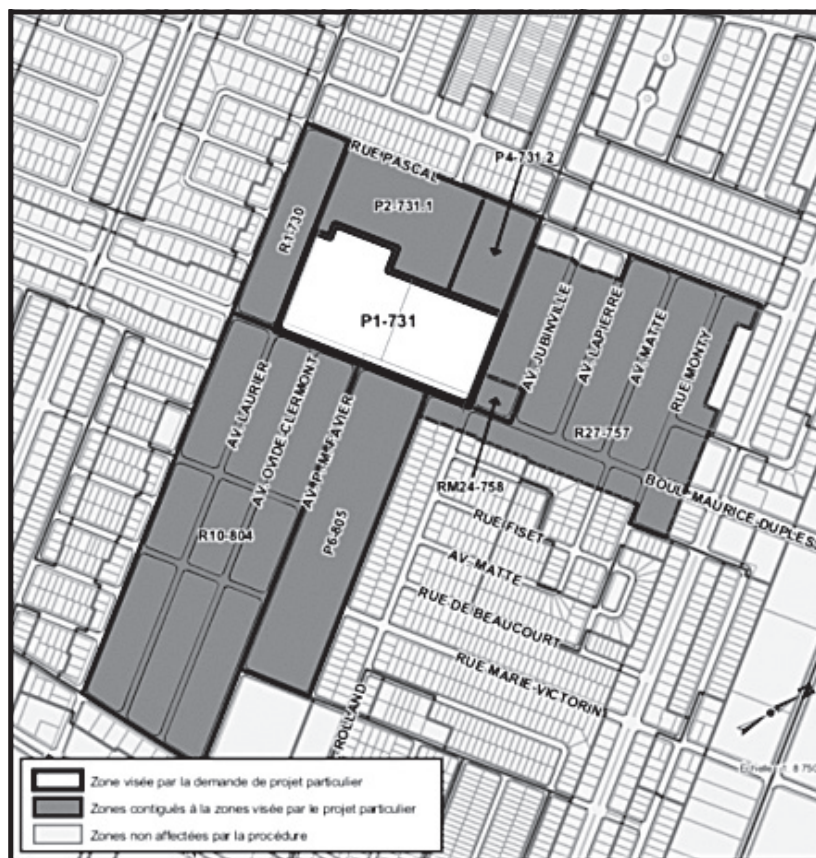 RUE PASCAL
P4-731.2
P2-731.1
R1-730
P1-731
AV. JUBINVILLE
AV. LAPIERRE
AV. MATTE
RUE MONTY
AV. LAURIER
AV. OVIDE-CLERMONT
R27-757
RM24-758
BOUL. MAURICE-DUPLESS
P6-805
R10-804
RUE FISET
AV. MATTE
RUE DE BEAUCOURT
RUE MARIE-VICTORIN
ROLLAND
Zone visée par la demande de projet particulier
Zones contiguës à la zones visée par le projet particulier
Zones non affectées par la procédure